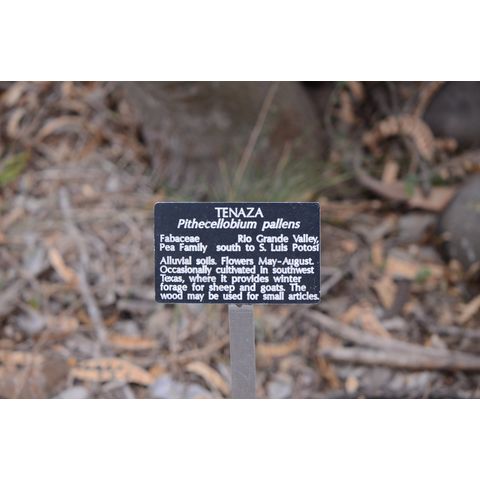 TENAZA
Pithecellobium pallens
Fabaceae Rio Grande Valley,
Pea Family south to S. Luis Potosi
Alluvial soils. Flowers May-August.
Occasionally cultivated in southwest
Texas, where it provides winter
forage for sheep and goats. The
wood may be used for small articles.